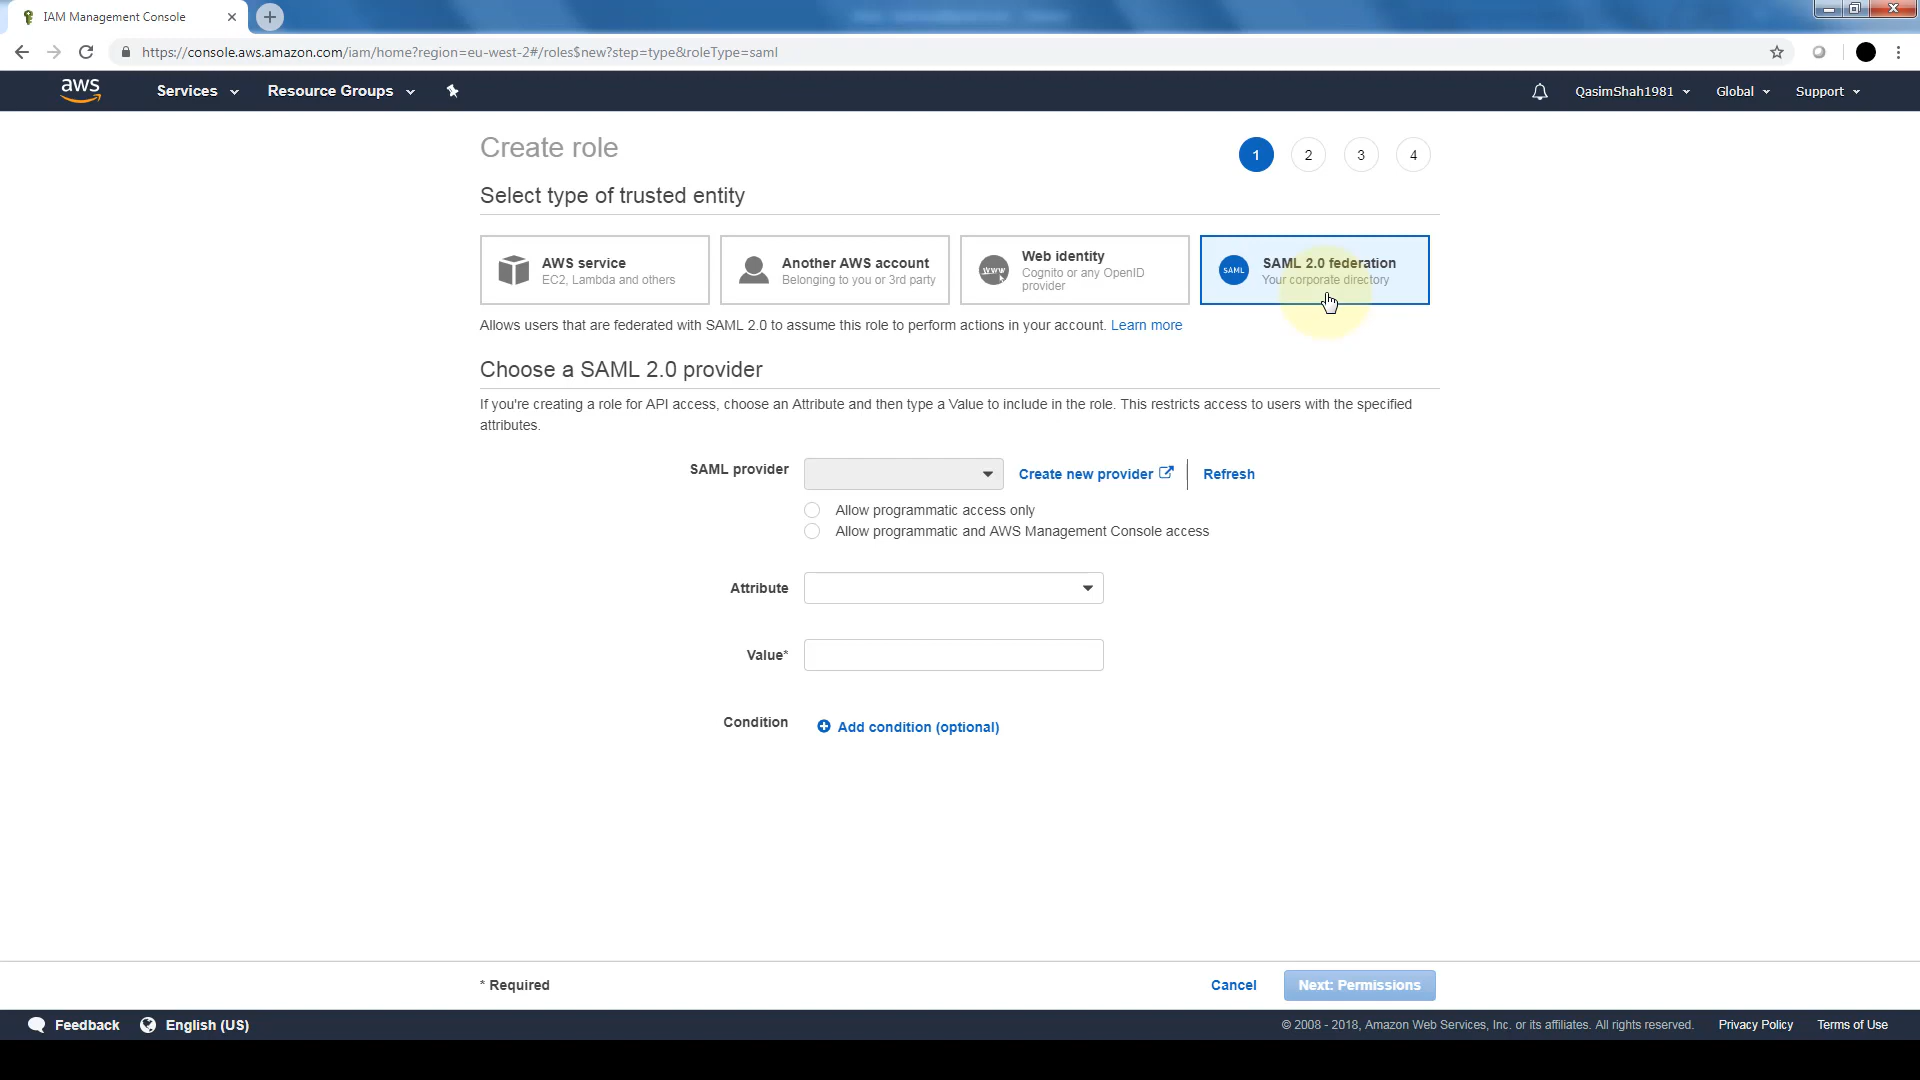 IAM Management Console
https://console.aws.amazon.com/iam/home?region=eu-west-2#/roles$new?step=type&roleType=saml
aws
Services
Resource Groups
QasimShah1981
Global
Support
Create role
1
2
3
4
Select type of trusted entity
AWS service
EC2, Lambda and others
Another AWS account
Belonging to you or 3rd party
www
Web identity
Cognito or any OpenID
provider
SAML
SAML 2.0 federation
Your corporate directory
Allows users that are federated with SAML 2.0 to assume this role to perform actions in your account. Learn more
Choose a SAML 2.0 provider
If you're creating a role for API access, choose an Attribute and then type a Value to include in the role. This restricts access to users with the specified
attributes.
SAML provider
Create new provider
Refresh
Allow programmatic access only
Allow programmatic and AWS Management Console access
Attribute
Value*
Condition
Add condition (optional)
* Required
Cancel
Next: Permissions
Feedback
English (US)
© 2008 - 2018, Amazon Web Services, Inc. or its affiliates. All rights reserved.
Privacy Policy
Terms of Use